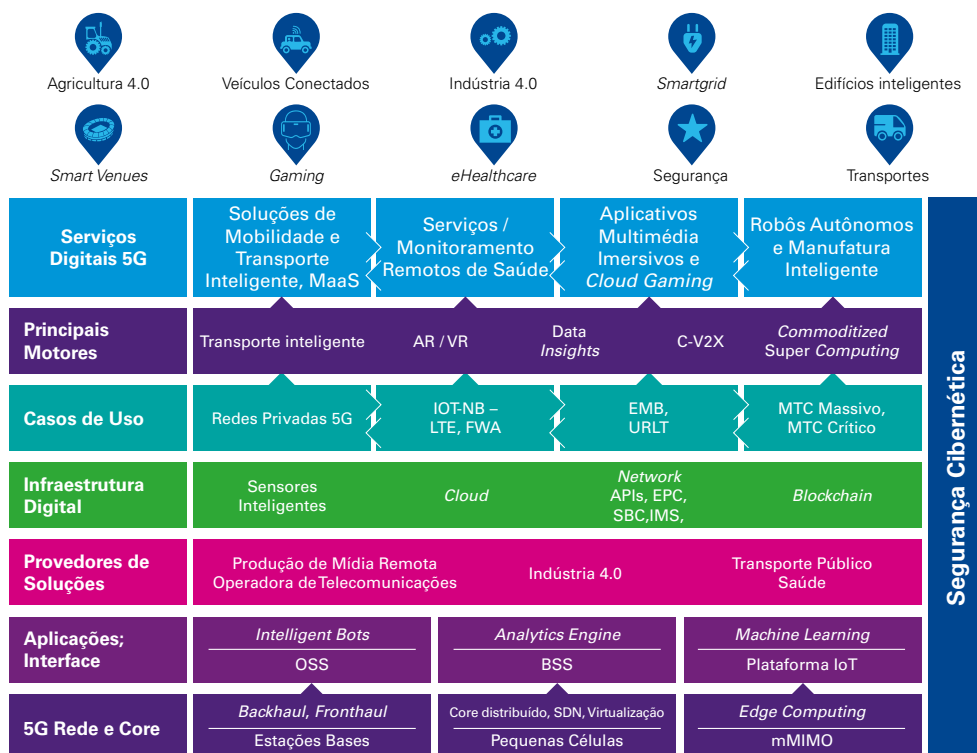 Agricultura 4.0
Veículos Conectados
Indústria 4.0
Smartgrid
Edifícios inteligentes
Smart Venues
Gaming
eHealthcare
Segurança
Transportes
Serviços
Digitais 5G
Soluções de
Mobilidade e
Transporte
Inteligente, MaaS
Serviços /
Monitoramento
Remotos de Saúde
Aplicativos
Multimédia
Imersivos e
Cloud Gaming
Robôs Autônomos
e Manufatura
Inteligente
Principais
Motores
Transporte inteligente
AR / VR
Data
Insights
C-V2X
Commoditized
Super Computing
Casos de Uso
Redes Privadas 5G
IOT-NB –
LTE, FWA
EMB,
URLT
MTC Massivo,
MTC Crítico
Infraestrutura
Digital
Sensores
Inteligentes
Cloud
Network
APIs, EPC,
SBC,IMS,
Blockchain
Provedores de
Soluções
Produção de Mídia Remota
Operadora de Telecomunicações
Indústria 4.0
Transporte Público
Saúde
Aplicações;
Interface
Intelligent Bots
OSS
Analytics Engine
BSS
Machine Learning
Plataforma IoT
5G Rede e Core
Backhaul, Fronthaul
Estações Bases
Core distribuído, SDN, Virtualização
Pequenas Células
Edge Computing
mMIMO
Segurança Cibernética